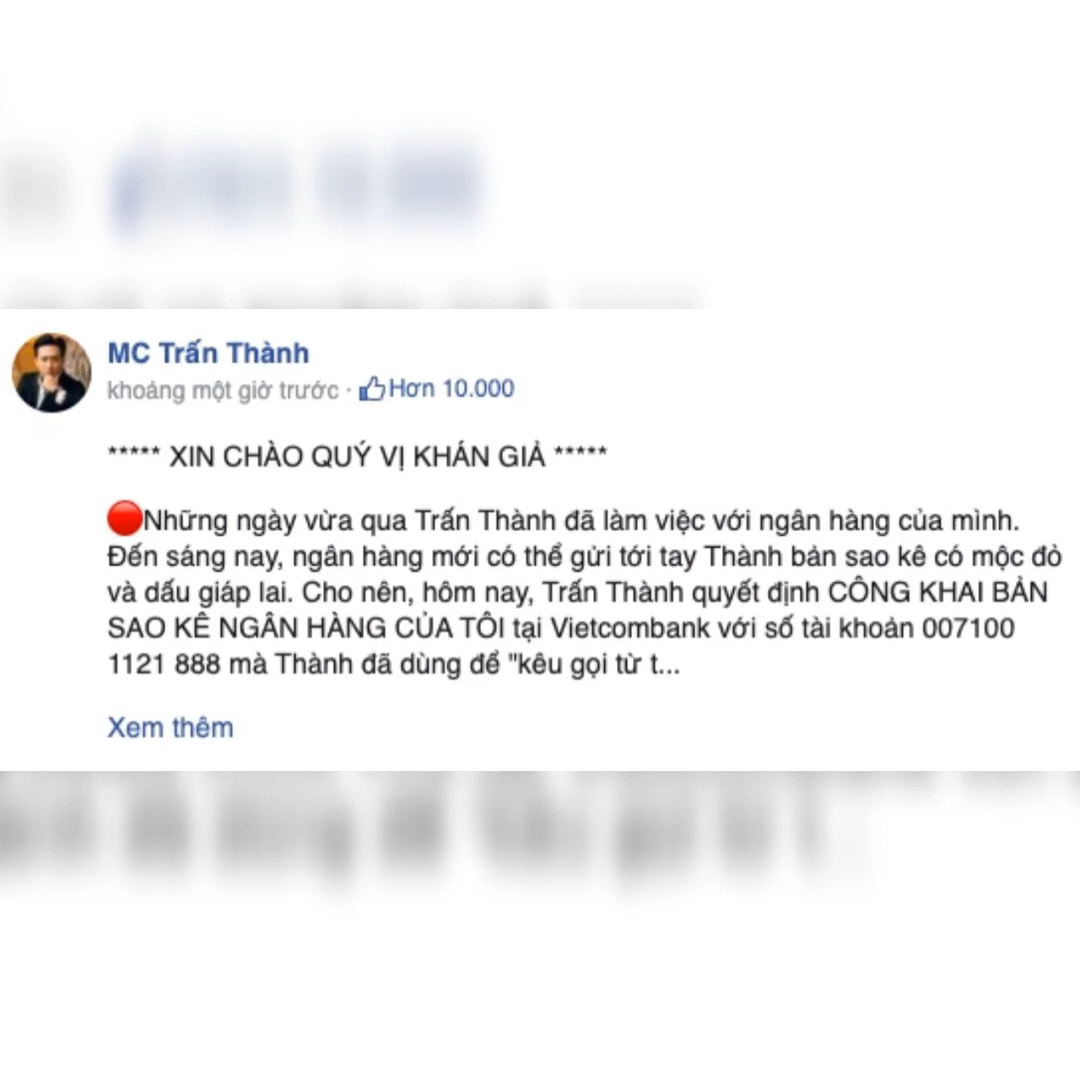 MC Trấn Thành
khoảng một giờ trước · Hơn 10.000
***** XIN CHÀO QUÝ VỊ KHÁN GIẢ *****
Những ngày vừa qua Trấn Thành đã làm việc với ngân hàng của mình.
Đến sáng nay, ngân hàng mới có thể gửi tới tay Thành bản sao kê có mộc đỏ
và dấu giáp lai. Cho nên, hôm nay, Trấn Thành quyết định CÔNG KHAI BẢN
SAO KÊ NGÂN HÀNG CỦA TÔI tại Vietcombank với số tài khoản 007100
1121 888 mà Thành đã dùng để "kêu gọi từ t...
Xem thêm